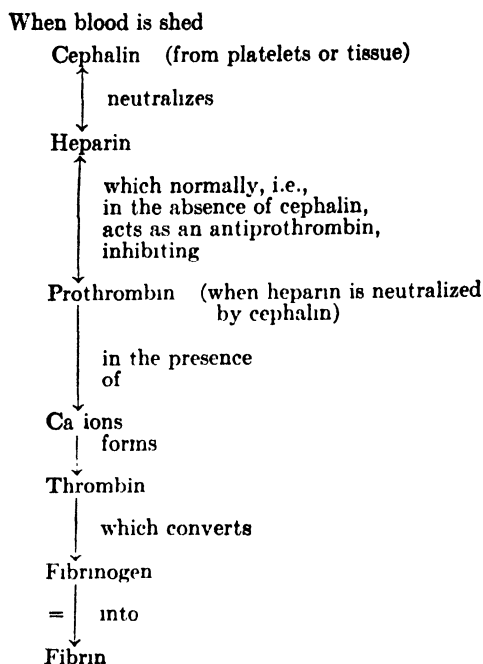 When blood is shed
Cephalin (from platelets or tissue)
neutralizes
Heparin
which normally, i.e.,
in the absence of cephalin,
acts as an antiprothrombin,
inhibiting
Prothrombin (when heparin is neutralized
by cephalin)
in the presence
of
Ca ions
forms
Thrombin
which converts
Fibrinogen
= into
Fibrin